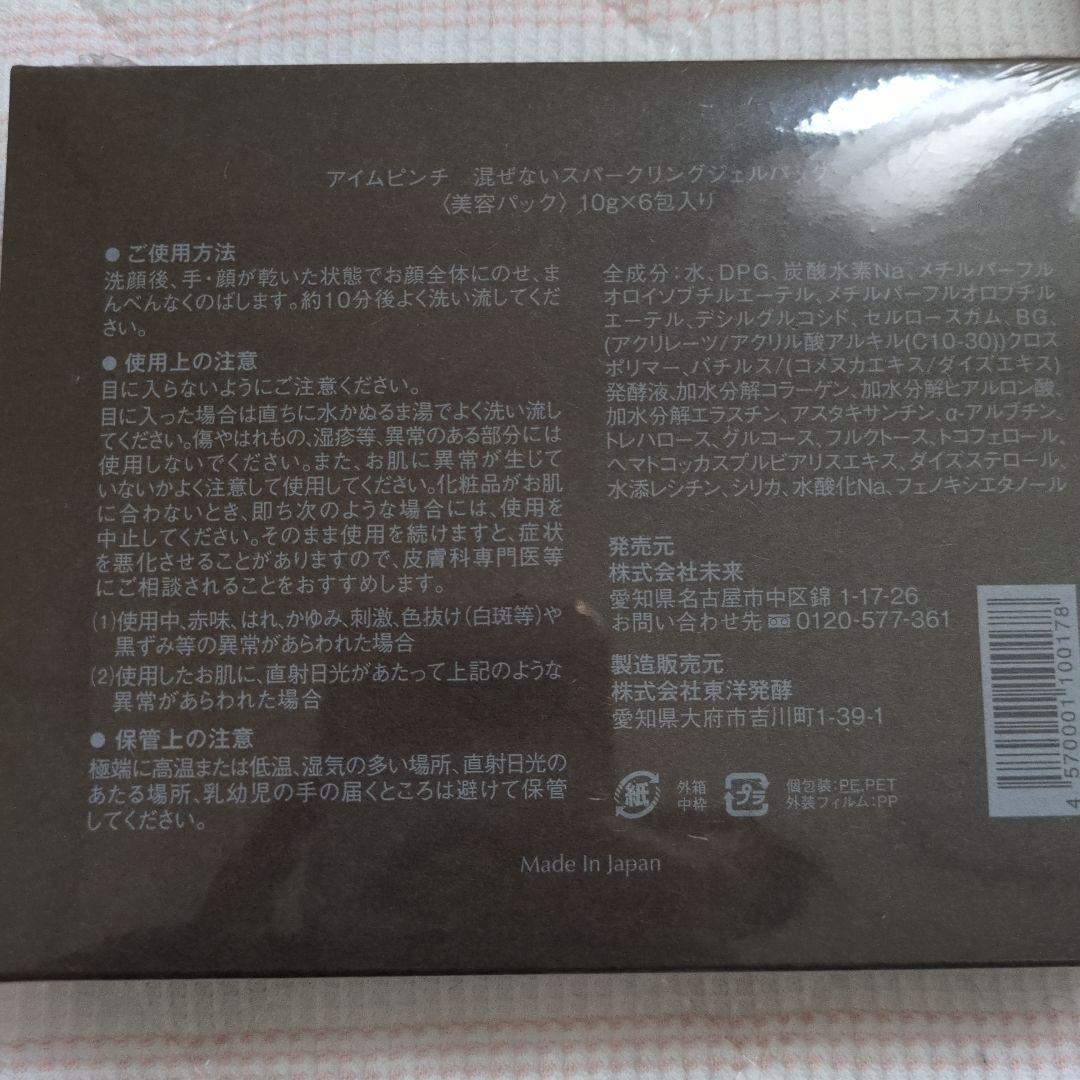 アイムピンチ 混ぜないスパークリングジェルパック
〈美容パック〉10g×6包入り
● ご使用方法
洗顔後、手・顔が乾いた状態でお顔全体にのせ、ま
んべんなくのばします。約10分後よく洗い流してくだ
さい。
● 使用上の注意
目に入らないようにご注意ください。
目に入った場合は直ちに水かぬるま湯でよく洗い流し
てください。傷やはれもの、湿疹等、異常のある部分には
使用しないでください。また、お肌に異常が生じて
いないかよく注意して使用してください。化粧品がお肌
に合わないとき、即ち次のような場合には、使用を
中止してください。そのまま使用を続けますと、症状
を悪化させることがありますので、皮膚科専門医等
にご相談されることをおすすめします。
(1)使用中、赤味、はれ、かゆみ、刺激、色抜け(白斑等)や
黒ずみ等の異常があらわれた場合
(2)使用したお肌に、直射日光があたって上記のような
異常があらわれた場合
● 保管上の注意
極端に高温または低温、湿気の多い場所、直射日光の
あたる場所、乳幼児の手の届くところは避けて保管
してください。
全成分：水、DPG、炭酸水素Na、メチルパーフル
オロイソブチルエーテル、メチルパーフルオロブチル
エーテル、デシルグルコシド、セルロースガム、BG、
(アクリレーツ/アクリル酸アルキル(C10-30))クロス
ポリマー、バチルス/(コメヌカエキス/ダイズエキス)
発酵液、加水分解コラーゲン、加水分解ヒアルロン酸、
加水分解エラスチン、アスタキサンチン、α-アルブチン、
トレハロース、グルコース、フルクトース、トコフェロール、
ヘマトコッカスプルビアリスエキス、ダイズステロール、
水添レシチン、シリカ、水酸化Na、フェノキシエタノール
発売元
株式会社未来
愛知県名古屋市中区錦 1-17-26
お問い合わせ先 0120-577-361
製造販売元
株式会社東洋発酵
愛知県大府市吉川町1-39-1
紙
外箱
中枠
プラ
個包装：PE,PET
外装フィルム：PP
4 570001 100178
Made In Japan